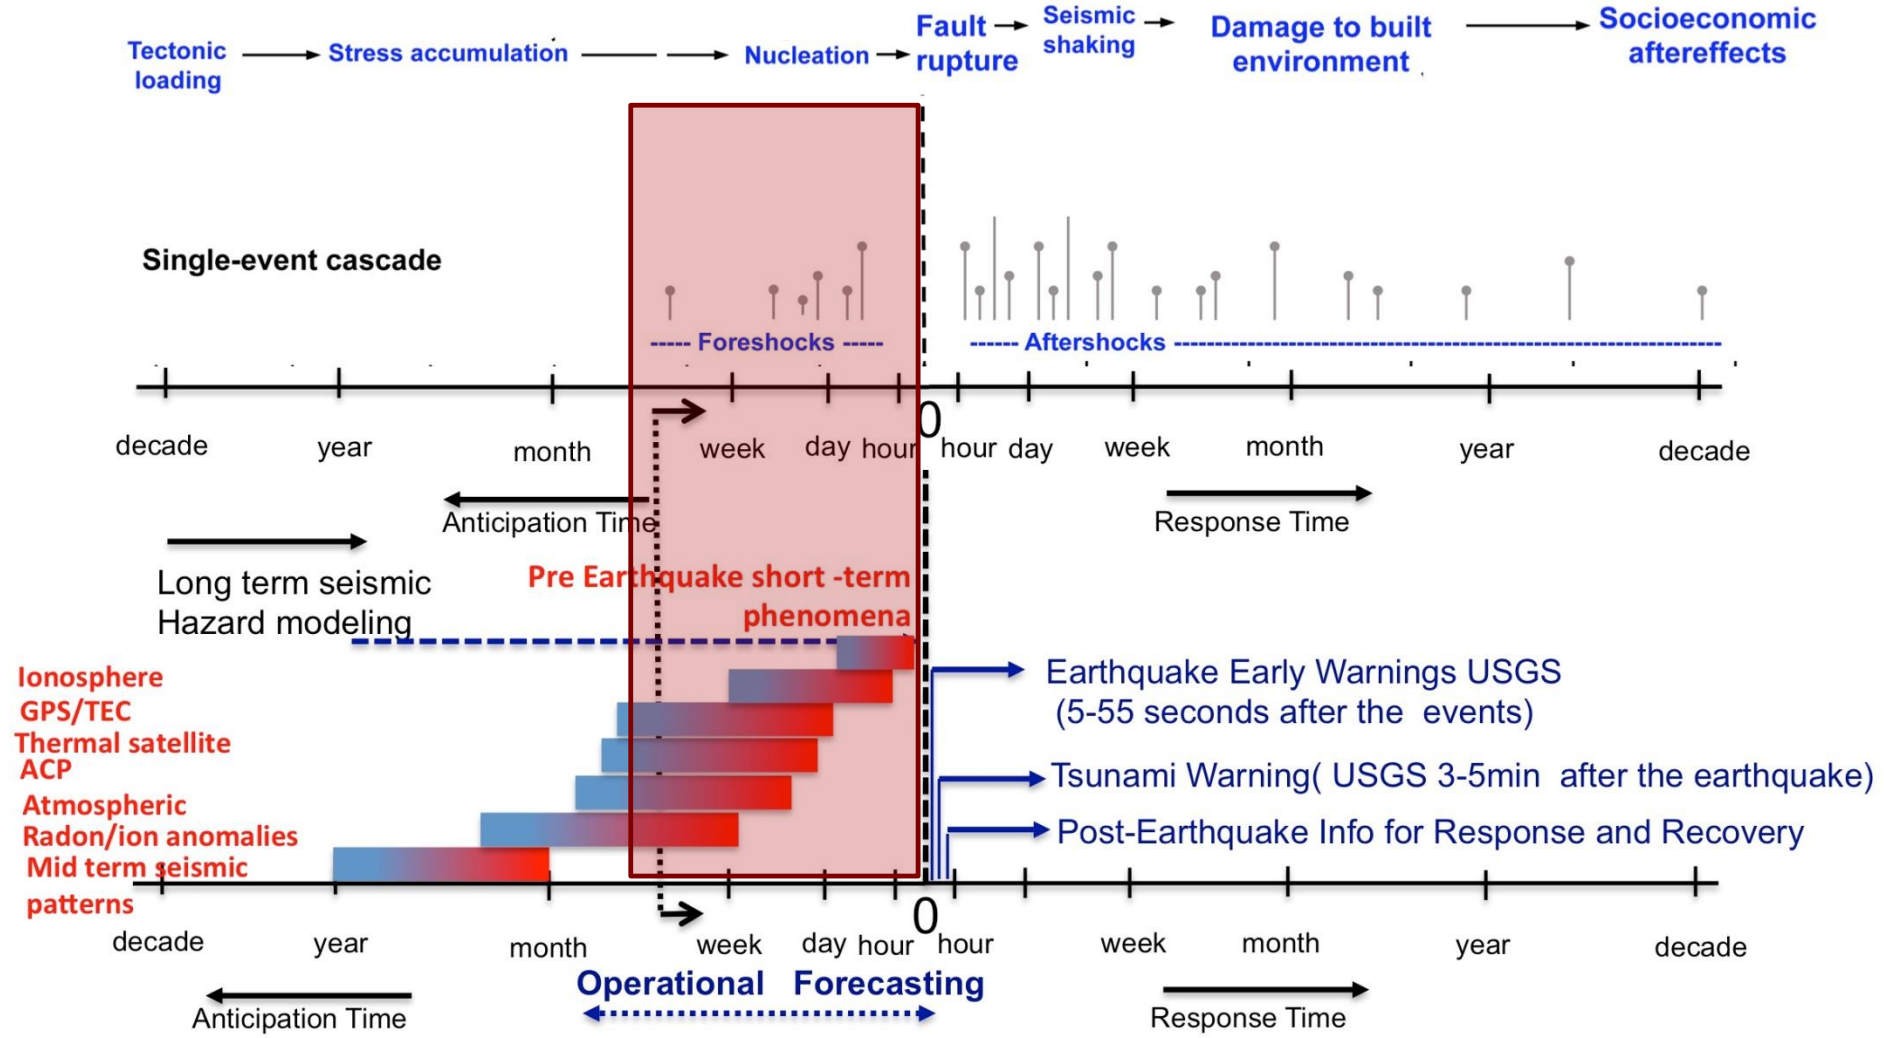 Tectonic
loading
Stress accumulation
Nucleation
Fault
rupture
Seismic
shaking
Damage to built
environment
Socioeconomic
aftereffects
Single-event cascade
----- Foreshocks -----
------ Aftershocks ------------------------------------------------------------------
0
decade year month week day hour hour day week month year decade
Anticipation Time
Response Time
Long term seismic
Hazard modeling
Pre Earthquake short -term
phenomena
Ionosphere
GPS/TEC
Thermal satellite
ACP
Atmospheric
Radon/ion anomalies
Mid term seismic
patterns
Earthquake Early Warnings USGS
(5-55 seconds after the events)
Tsunami Warning( USGS 3-5min after the earthquake)
Post-Earthquake Info for Response and Recovery
0
decade year month week day hour hour week month year decade
Operational Forecasting
Anticipation Time
Response Time